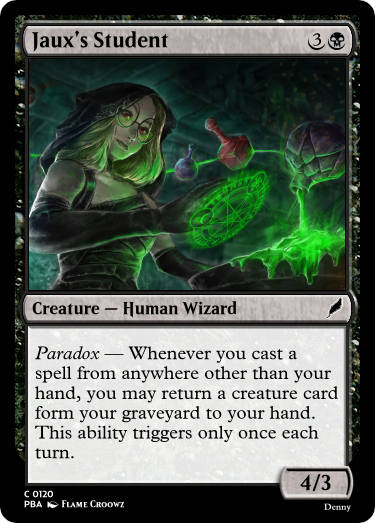 Jaux's Student 3
Creature — Human Wizard
Paradox — Whenever you cast a
spell from anywhere other than your
hand, you may return a creature card
form your graveyard to your hand.
This ability triggers only once each
turn.
4/3
C 0120
PBA Flame Croowz
Denny